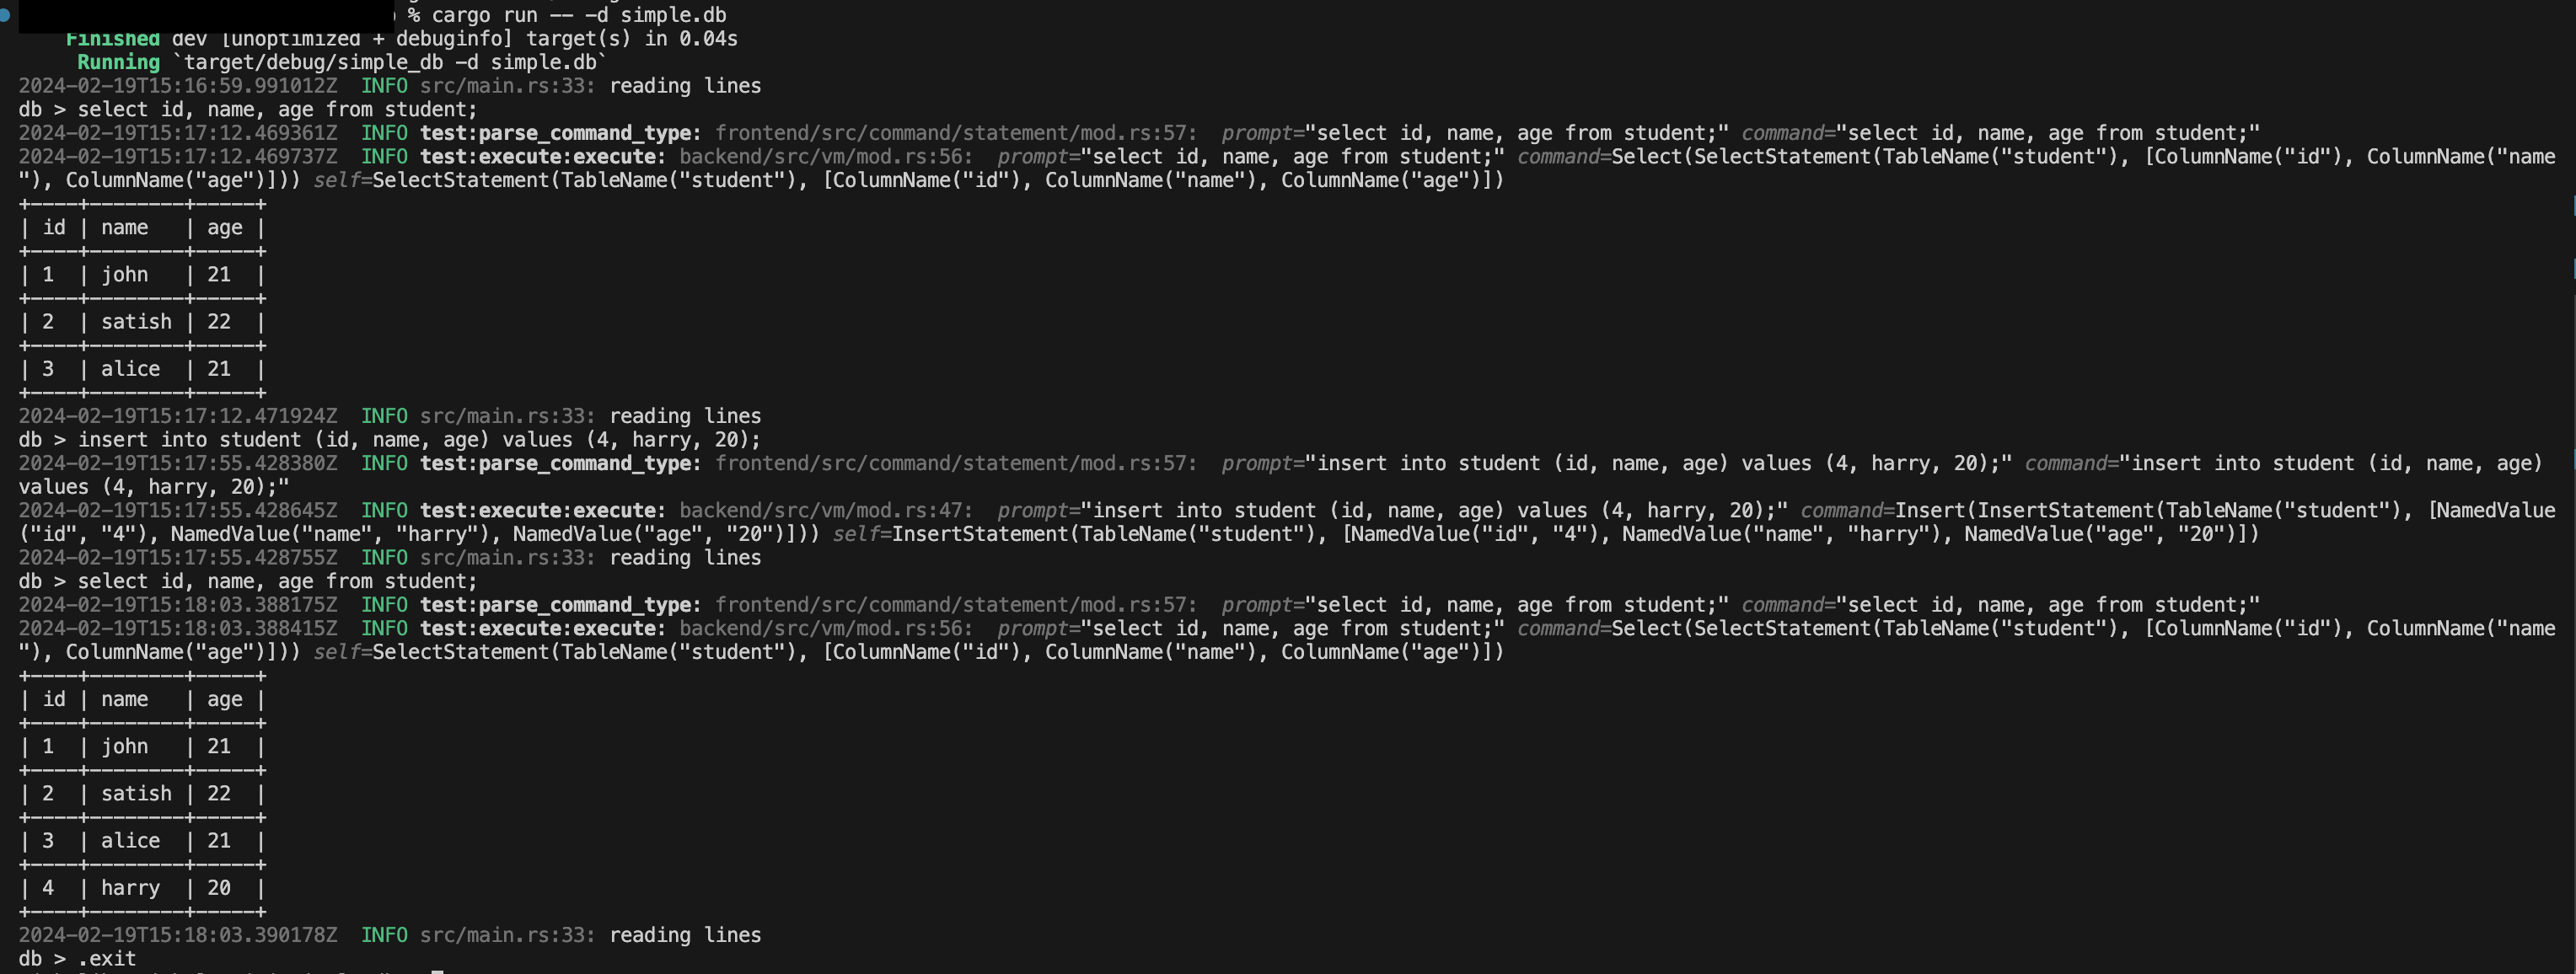 % cargo run -- -d simple.db
Finished dev [unoptimized + debuginfo] target(s) in 0.04s
Running `target/debug/simple_db -d simple.db`
2024-02-19T15:16:59.991012Z  INFO src/main.rs:33: reading lines
db > select id, name, age from student;
2024-02-19T15:17:12.469361Z  INFO test:parse_command_type: frontend/src/command/statement/mod.rs:57:  prompt="select id, name, age from student;" command="select id, name, age from student;"
2024-02-19T15:17:12.469737Z  INFO test:execute:execute: backend/src/vm/mod.rs:56:  prompt="select id, name, age from student;" command=Select(SelectStatement(TableName("student"), [ColumnName("id"), ColumnName("name
"), ColumnName("age")])) self=SelectStatement(TableName("student"), [ColumnName("id"), ColumnName("name"), ColumnName("age")])
+----+--------+-----+
| id | name   | age |
+----+--------+-----+
| 1  | john   | 21  |
+----+--------+-----+
| 2  | satish | 22  |
+----+--------+-----+
| 3  | alice  | 21  |
+----+--------+-----+
2024-02-19T15:17:12.471924Z  INFO src/main.rs:33: reading lines
db > insert into student (id, name, age) values (4, harry, 20);
2024-02-19T15:17:55.428380Z  INFO test:parse_command_type: frontend/src/command/statement/mod.rs:57:  prompt="insert into student (id, name, age) values (4, harry, 20);" command="insert into student (id, name, age)
values (4, harry, 20);"
2024-02-19T15:17:55.428645Z  INFO test:execute:execute: backend/src/vm/mod.rs:47:  prompt="insert into student (id, name, age) values (4, harry, 20);" command=Insert(InsertStatement(TableName("student"), [NamedValue
("id", "4"), NamedValue("name", "harry"), NamedValue("age", "20")])) self=InsertStatement(TableName("student"), [NamedValue("id", "4"), NamedValue("name", "harry"), NamedValue("age", "20")])
2024-02-19T15:17:55.428755Z  INFO src/main.rs:33: reading lines
db > select id, name, age from student;
2024-02-19T15:18:03.388175Z  INFO test:parse_command_type: frontend/src/command/statement/mod.rs:57:  prompt="select id, name, age from student;" command="select id, name, age from student;"
2024-02-19T15:18:03.388415Z  INFO test:execute:execute: backend/src/vm/mod.rs:56:  prompt="select id, name, age from student;" command=Select(SelectStatement(TableName("student"), [ColumnName("id"), ColumnName("name
"), ColumnName("age")])) self=SelectStatement(TableName("student"), [ColumnName("id"), ColumnName("name"), ColumnName("age")])
+----+--------+-----+
| id | name   | age |
+----+--------+-----+
| 1  | john   | 21  |
+----+--------+-----+
| 2  | satish | 22  |
+----+--------+-----+
| 3  | alice  | 21  |
+----+--------+-----+
| 4  | harry  | 20  |
+----+--------+-----+
2024-02-19T15:18:03.390178Z  INFO src/main.rs:33: reading lines
db > .exit